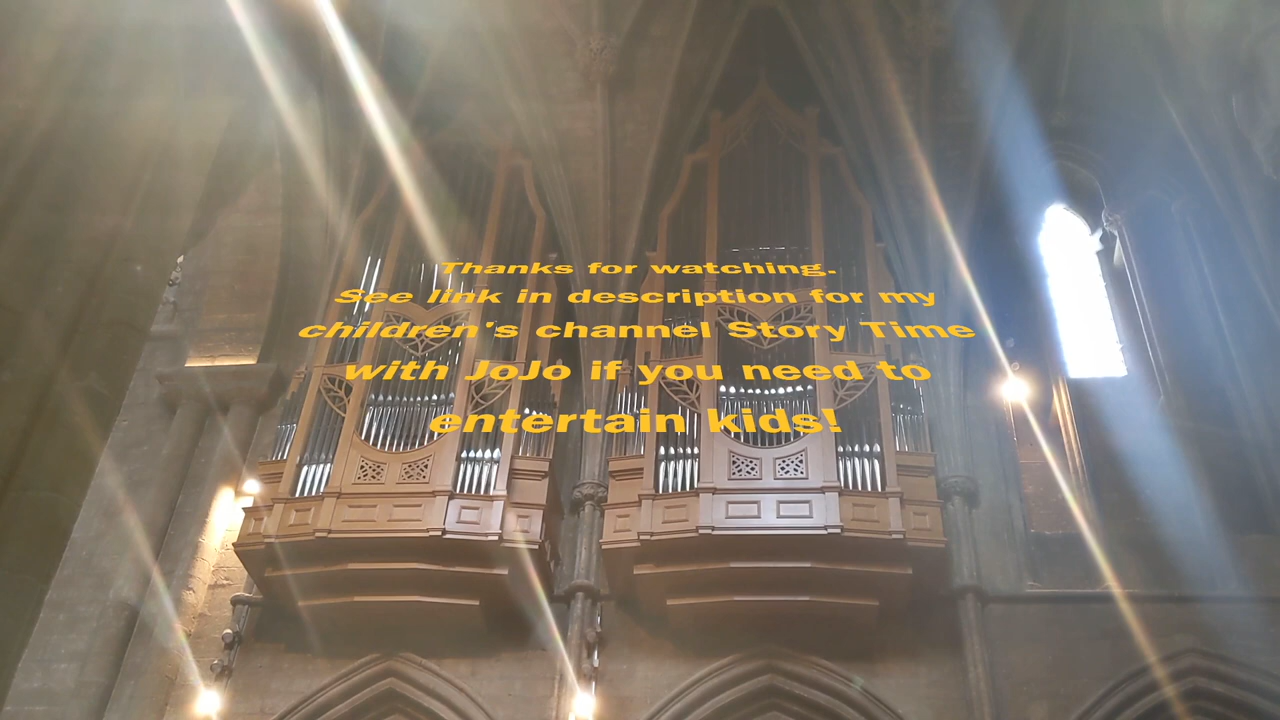 Thanks for watching.
See link in description for my
children's channel Story Time
with JoJo if you need to
entertain kids!